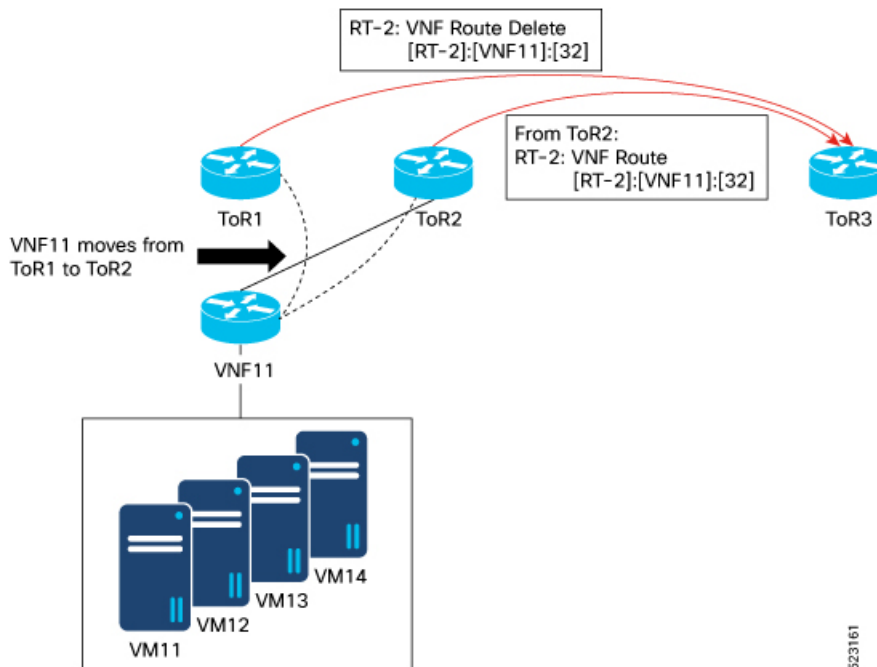 RT-2: VNF Route Delete
[RT-2]:[VNF11]:[32]
From ToR2:
RT-2: VNF Route
[RT-2]:[VNF11]:[32]
ToR1
ToR2
ToR3
VNF11 moves from
ToR1 to ToR2
VNF11
VM14
VM13
VM12
VM11
523161